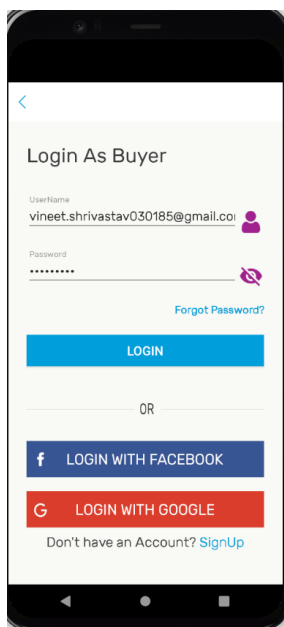 Login As Buyer
UserName
vineet.shrivastav030185@gmail.co
Password
•••••••••
Forgot Password?
LOGIN
OR
f LOGIN WITH FACEBOOK
G LOGIN WITH GOOGLE
Don't have an Account? SignUp